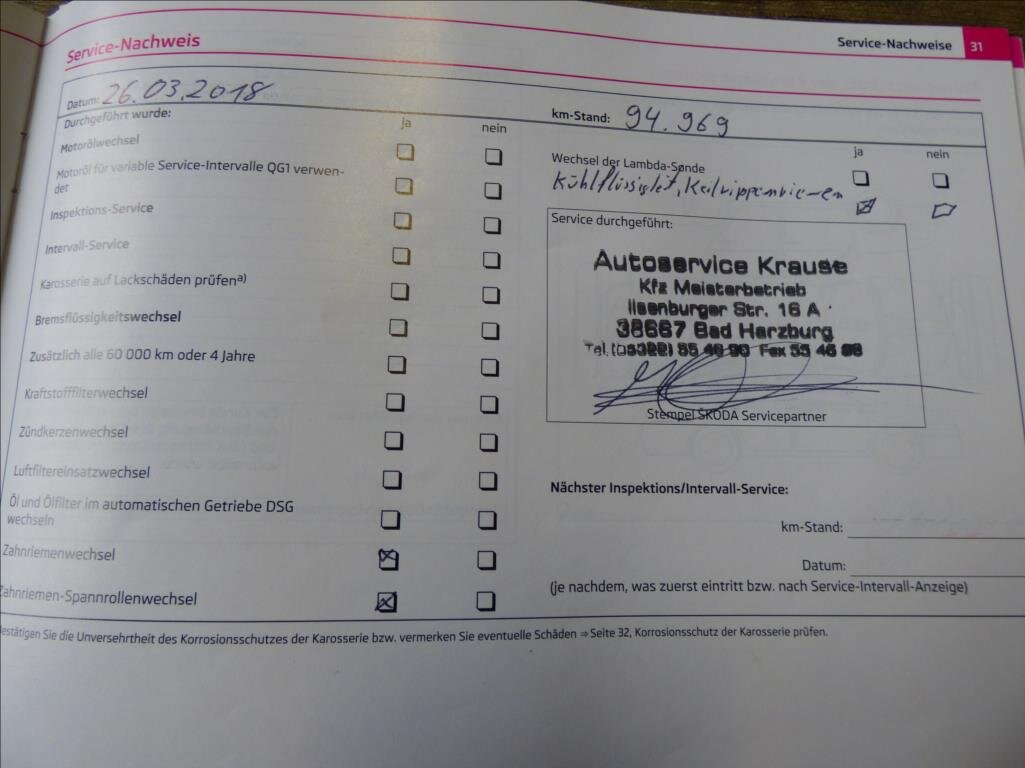 Service-Nachweis
Service-Nachweise 31
Datum: 26.03.2018
km-Stand: 94.969
Durchgeführt wurde:
ja nein
Motorölwechsel
Motoröl für variable Service-Intervalle QG1 verwen-
det
Inspektions-Service
Intervall-Service
Karosserie auf Lackschäden prüfena)
Bremsflüssigkeitswechsel
Zusätzlich alle 60 000 km oder 4 Jahre
Kraftstofffilterwechsel
Zündkerzenwechsel
Luftfiltereinsatzwechsel
Öl und Ölfilter im automatischen Getriebe DSG
wechseln
Zahnriemenwechsel
Zahnriemen-Spannrollenwechsel
ja nein
Wechsel der Lambda-Sonde
Kühlflüssigket, Keilrippenriemen
Service durchgeführt:
Autoservice Krause
Kfz Meisterbetrieb
Ilsenburger Str. 16 A
38667 Bad Harzburg
Tel. (05322) 55 46 90 Fax 55 46
Stempel ŠKODA Servicepartner
Nächster Inspektions/Intervall-Service:
km-Stand:
Datum:
(je nachdem, was zuerst eintritt bzw. nach Service-Intervall-Anzeige)
Bestätigen Sie die Unversehrtheit des Korrosionsschutzes der Karosserie bzw. vermerken Sie eventuelle Schäden ⇒ Seite 32, Korrosionsschutz der Karosserie prüfen.